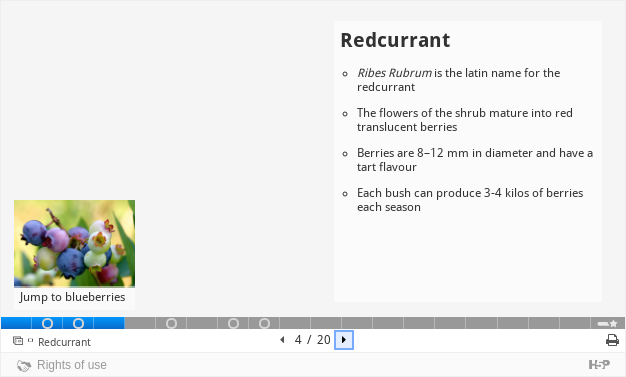 Redcurrant
Ribes Rubrum is the latin name for the
redcurrant
The flowers of the shrub mature into red
translucent berries
Berries are 8–12 mm in diameter and have a
tart flavour
Each bush can produce 3-4 kilos of berries
each season
Jump to blueberries
Redcurrant
4 / 20
Rights of use
H5P